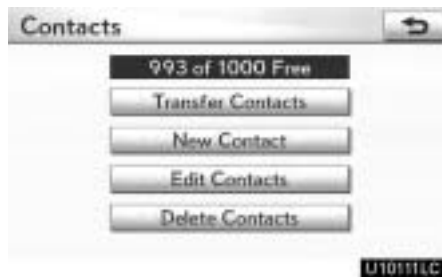 Contacts
993 of 1000 Free
Transfer Contacts
New Contact
Edit Contacts
Delete Contacts
U10111LC